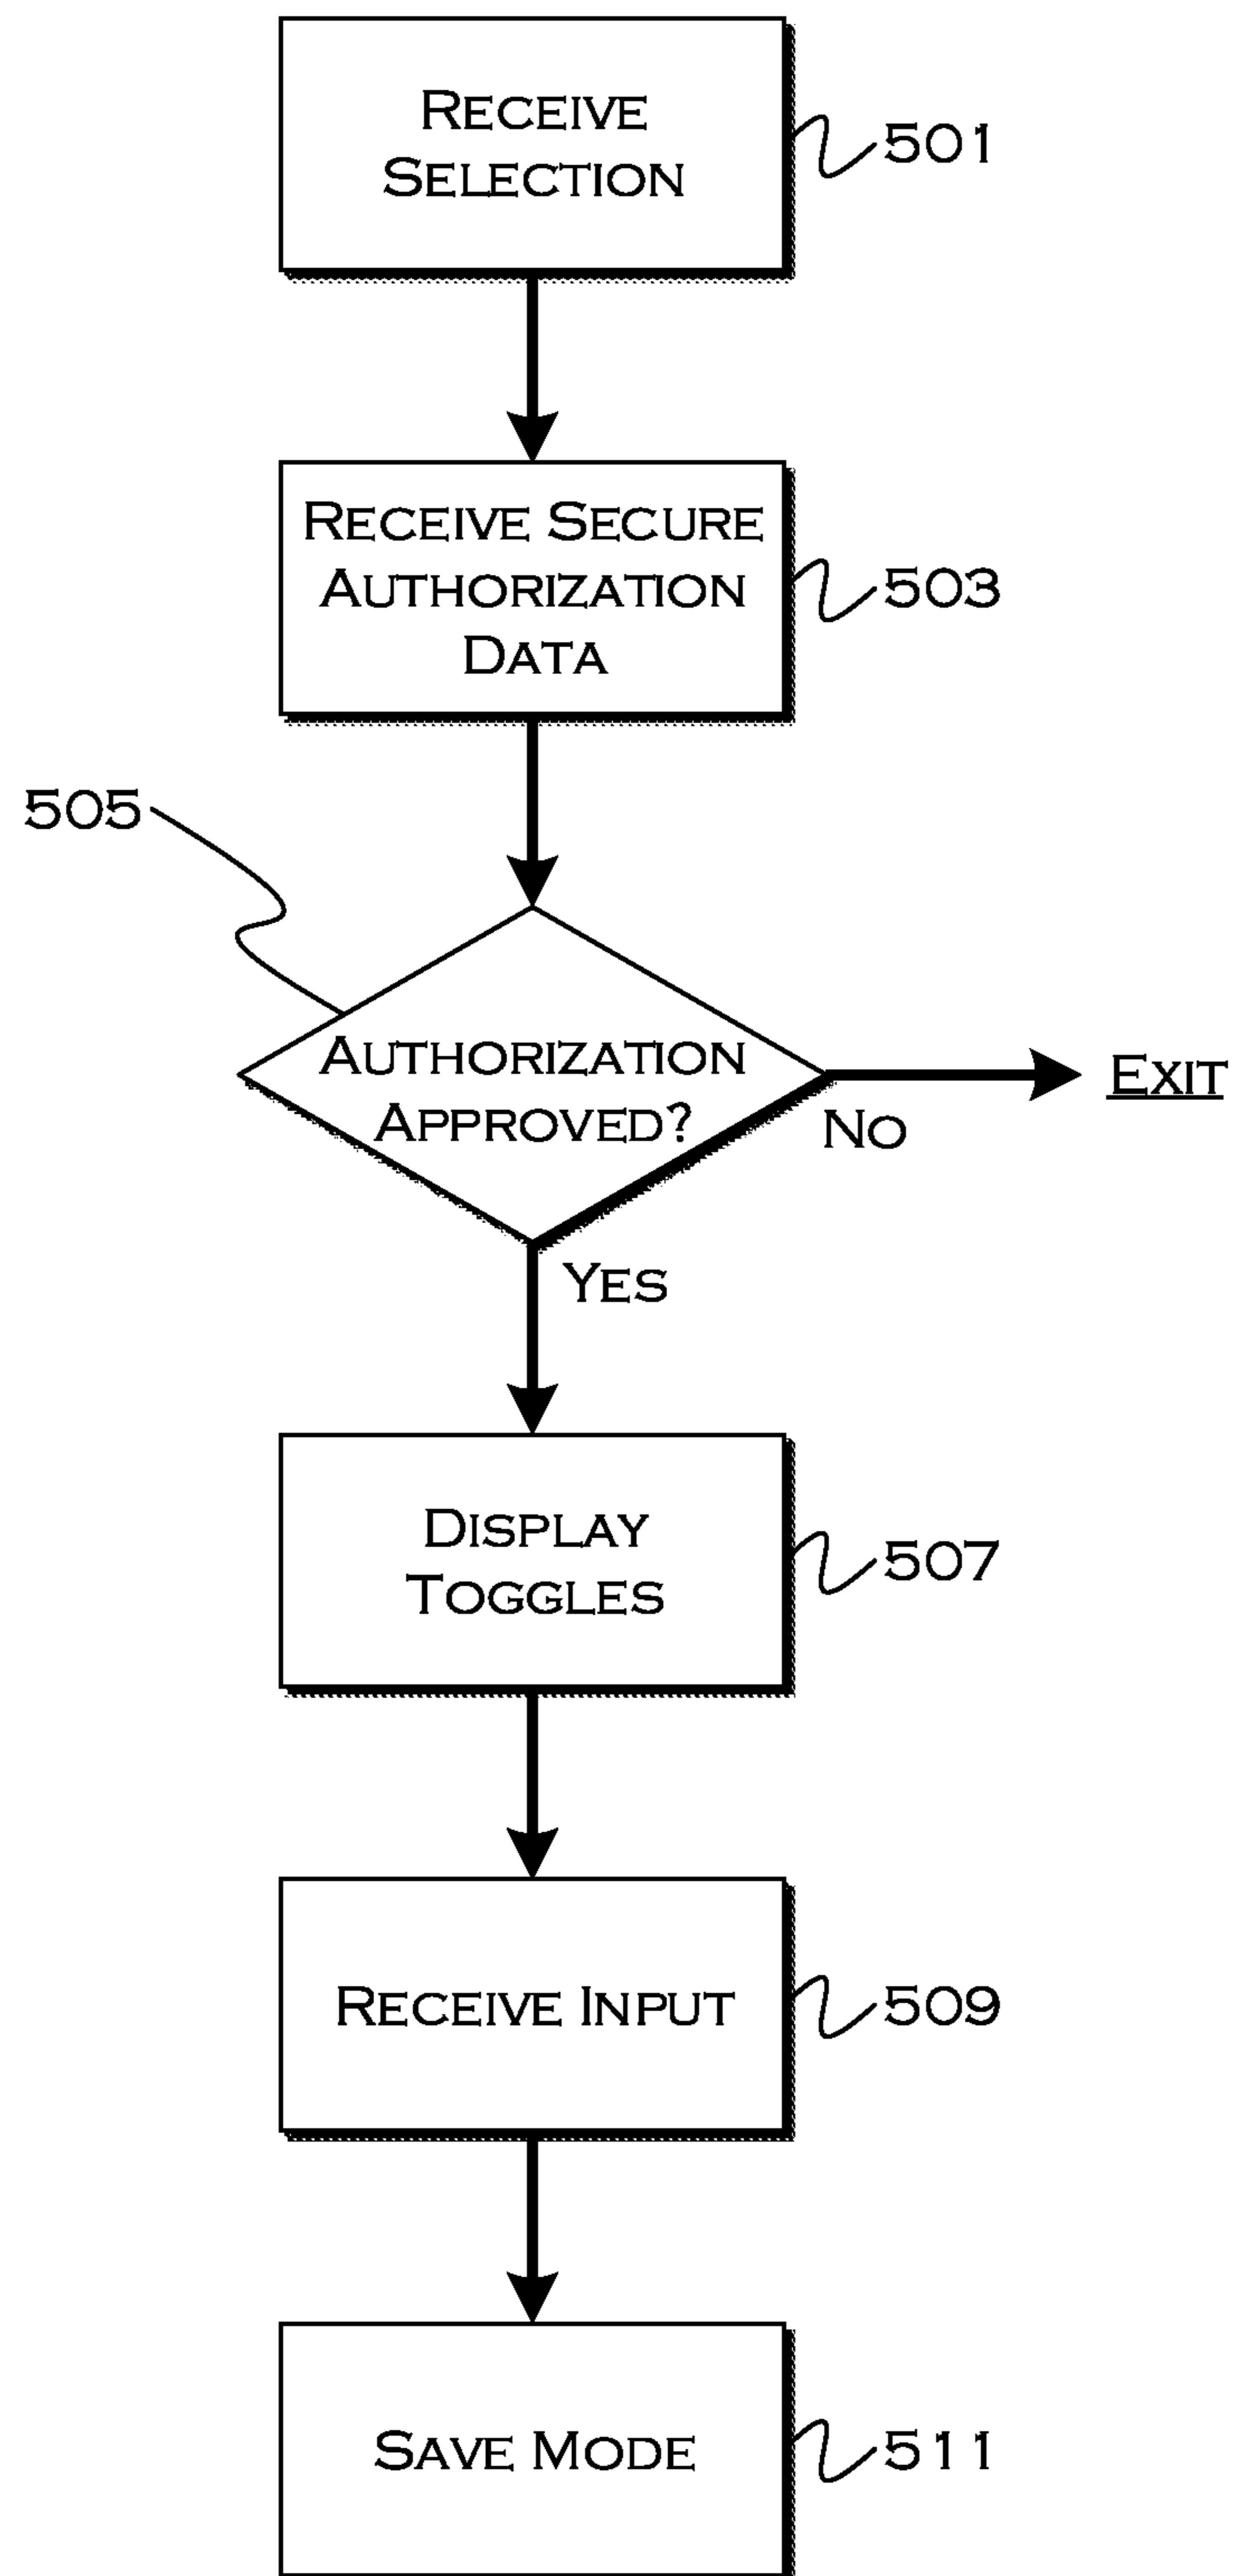 RECEIVE
SELECTION
501
RECEIVE SECURE
AUTHORIZATION
DATA
503
505
AUTHORIZATION
APPROVED?
EXIT
NO
YES
DISPLAY
TOGGLES
507
RECEIVE INPUT
509
SAVE MODE
511